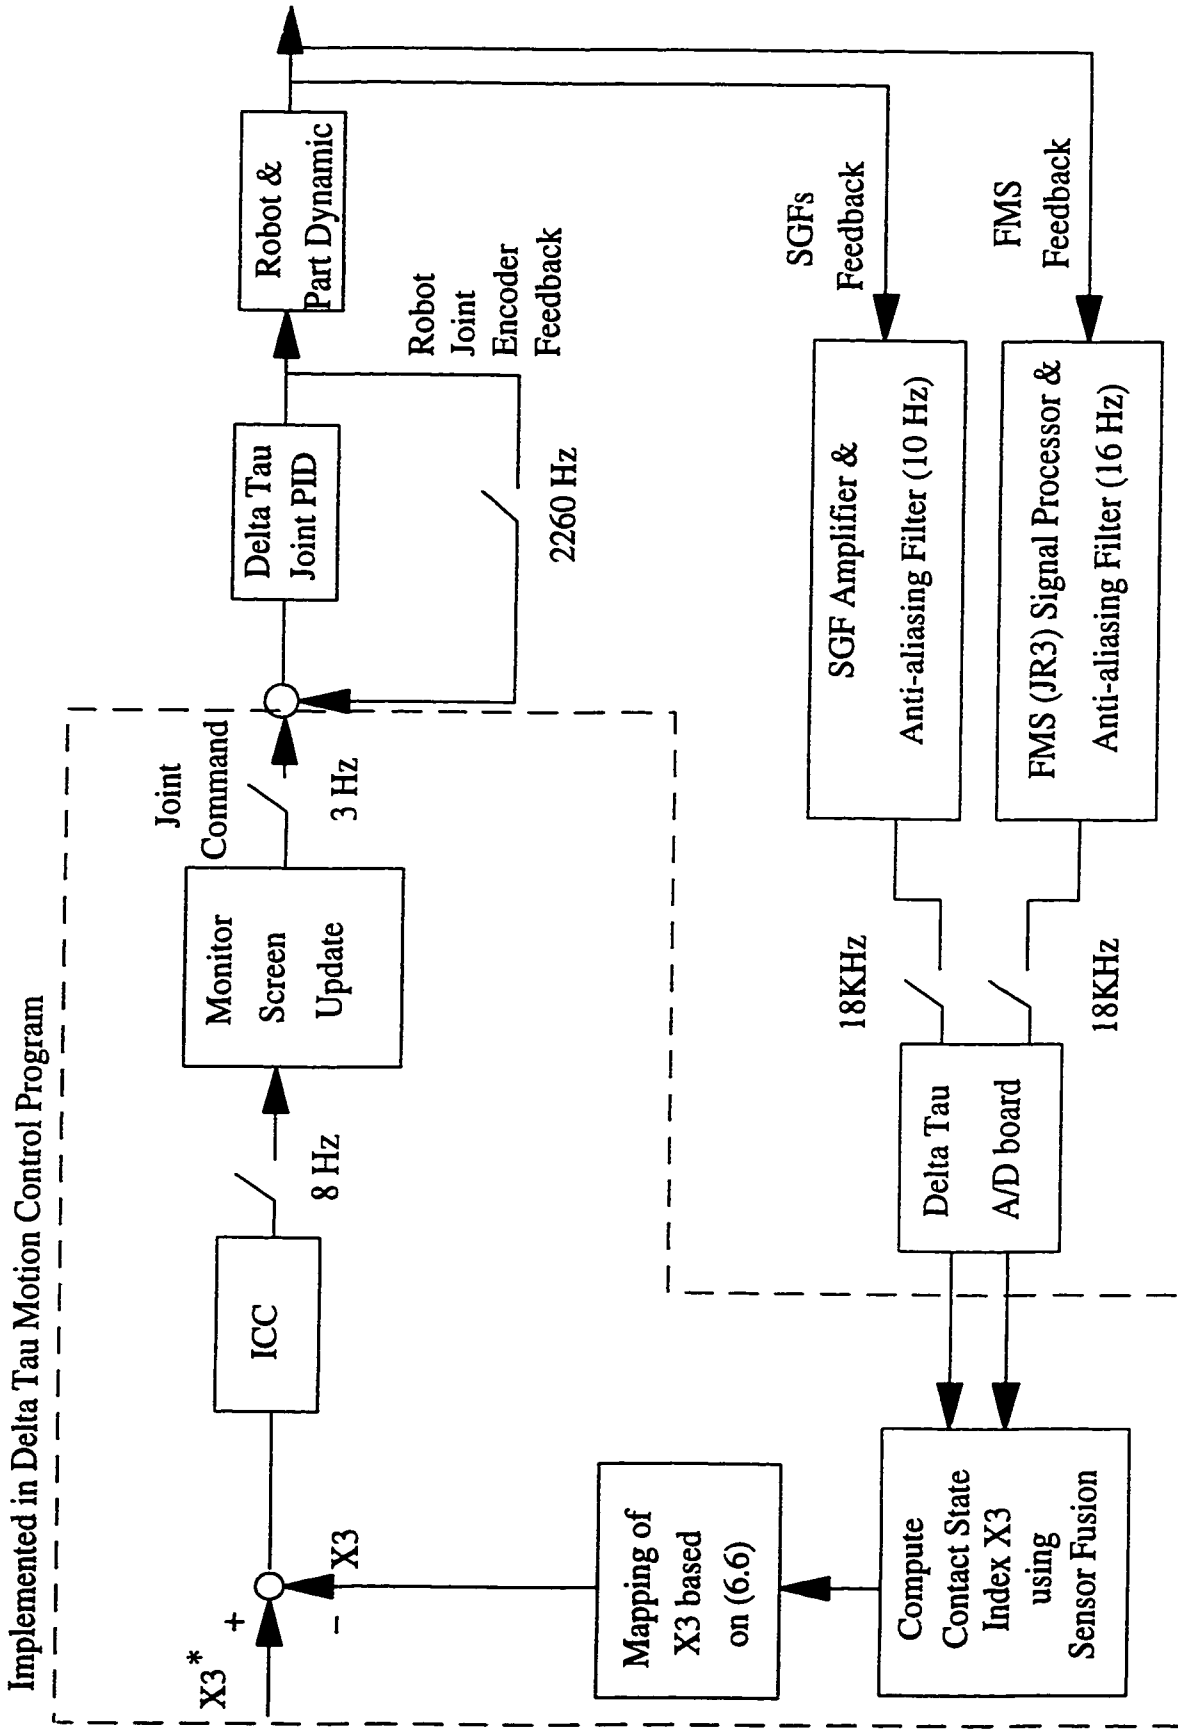 Implemented in Delta Tau Motion Control Program
X3*
+
−
X3
ICC
8 Hz
Monitor
Screen
Update
Joint
Command
3 Hz
Delta Tau
Joint PID
2260 Hz
Robot
Joint
Encoder
Feedback
Robot &
Part Dynamic
SGFs
Feedback
FMS
Feedback
SGF Amplifier &
Anti-aliasing Filter (10 Hz)
FMS (JR3) Signal Processor &
Anti-aliasing Filter (16 Hz)
18KHz
18KHz
Delta Tau
A/D board
Compute
Contact State
Index X3
using
Sensor Fusion
Mapping of
X3 based
on (6.6)